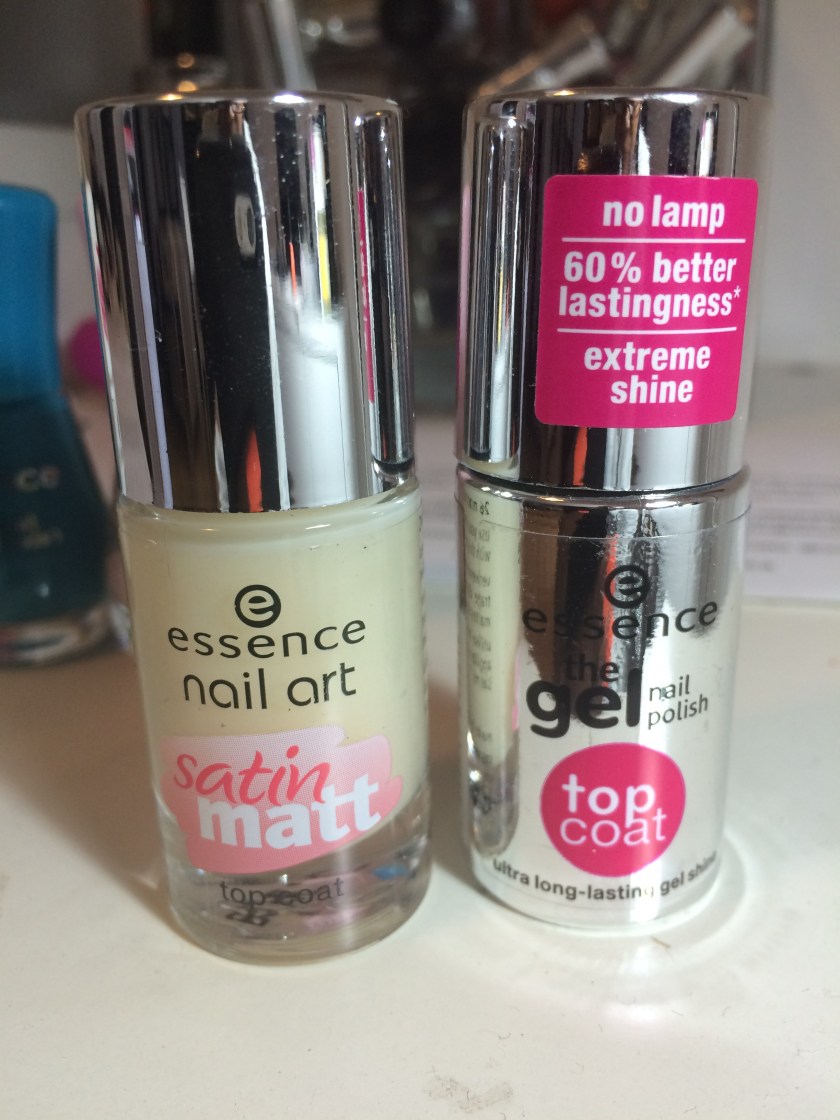 essence
nail art
satin
matt
top coat
no lamp
60% better
lastingness*
extreme
shine
essence
the
gel nail
polish
top
coat
ultra long-lasting gel shine